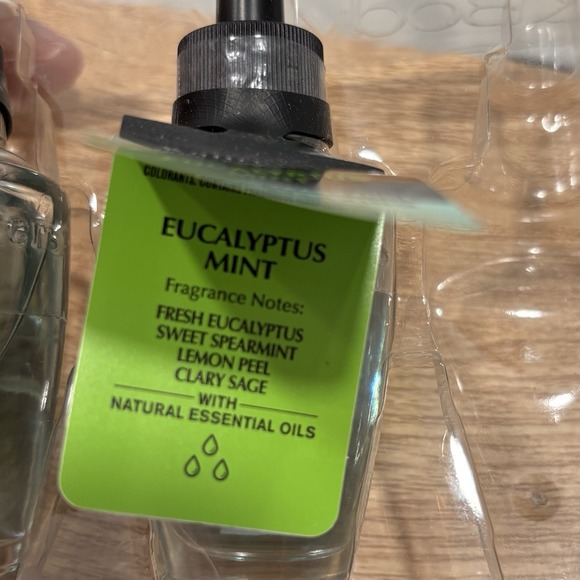 EUCALYPTUS
MINT
Fragrance Notes:
FRESH EUCALYPTUS
SWEET SPEARMINT
LEMON PEEL
CLARY SAGE
WITH
NATURAL ESSENTIAL OILS